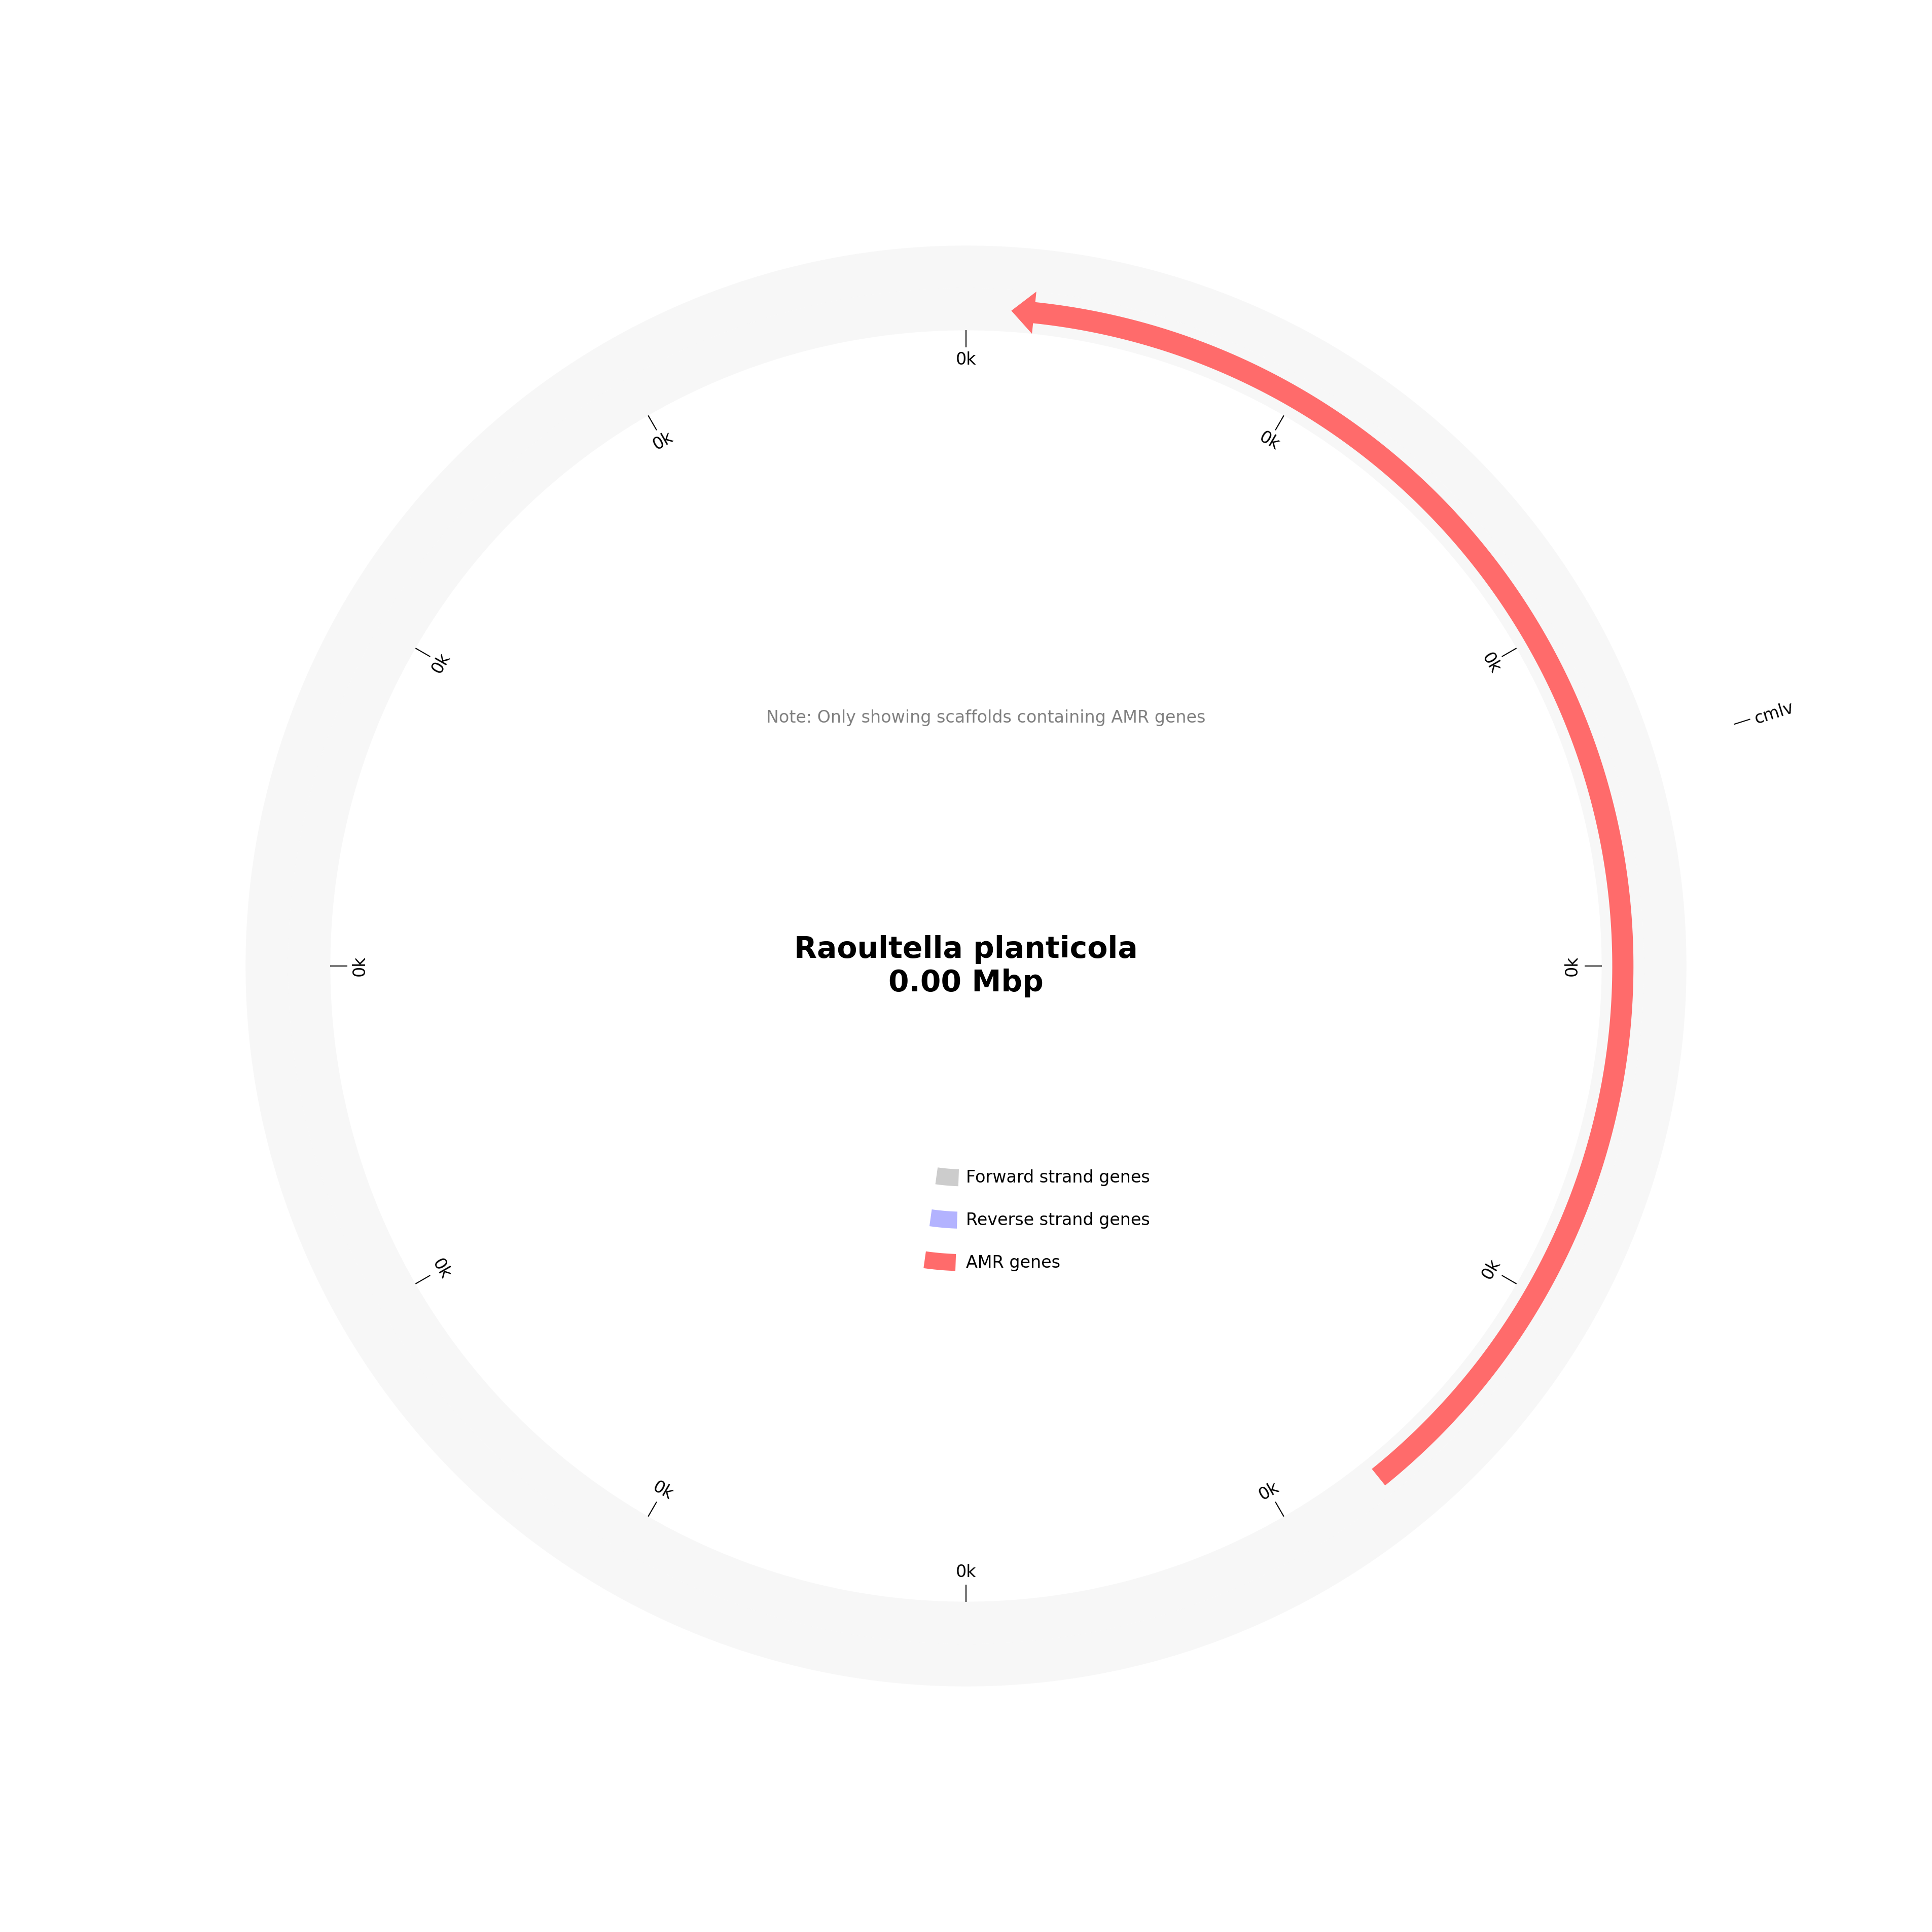 0k
0k
0k
0k
0k
cmlv
Note: Only showing scaffolds containing AMR genes
Raoultella planticola
0.00 Mbp
0k
0k
Forward strand genes
Reverse strand genes
AMR genes
0k
0k
0k
0k
0k